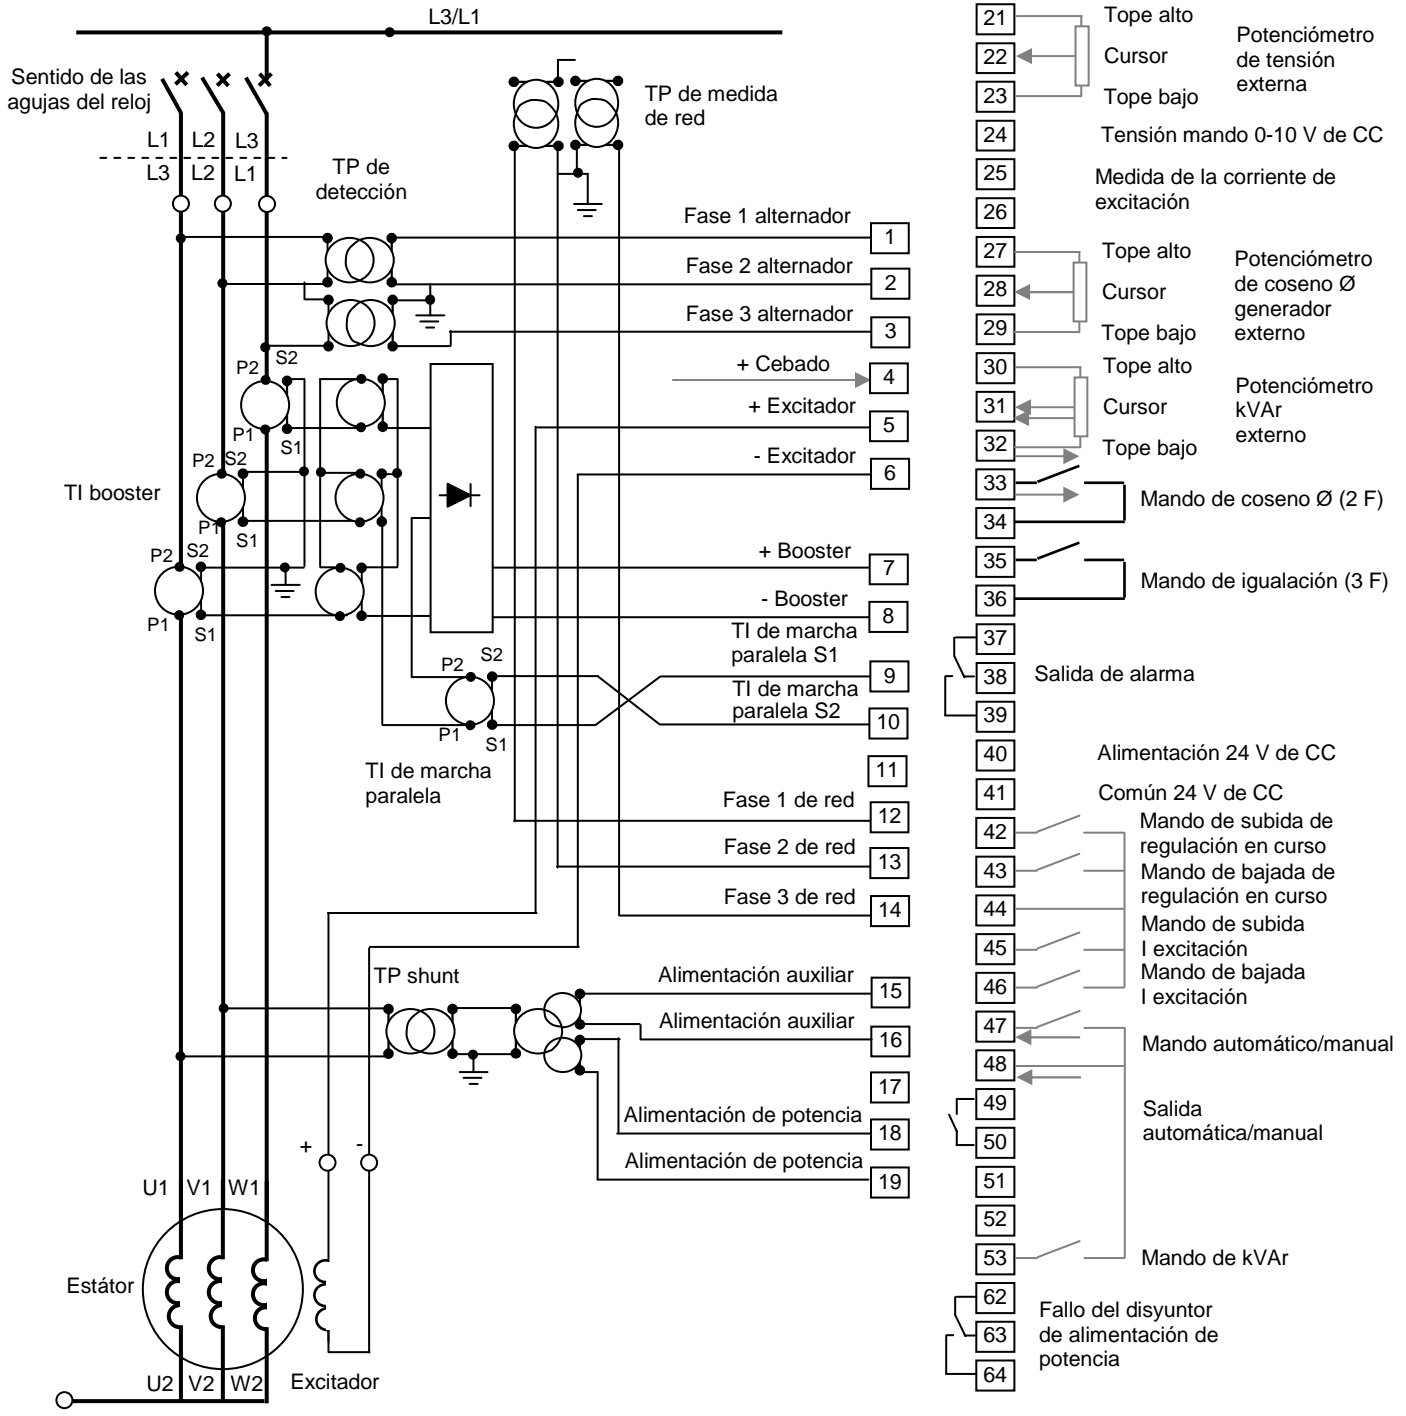 L3/L1
Sentido de las
agujas del reloj
L1 L2 L3
L3 L2 L1
TP de
detección
TP de medida
de red
Fase 1 alternador
1
Fase 2 alternador
2
Fase 3 alternador
3
+ Cebado
4
+ Excitador
5
- Excitador
6
P2 S2
P1 S1
P2 S2
P1 S1
TI booster
P2 S2
P1 S1
+ Booster
7
- Booster
8
TI de marcha
paralela S1
9
TI de marcha
paralela S2
10
P2 S2
P1 S1
TI de marcha
paralela
11
Fase 1 de red
12
Fase 2 de red
13
Fase 3 de red
14
TP shunt
Alimentación auxiliar
15
Alimentación auxiliar
16
17
Alimentación de potencia
18
Alimentación de potencia
19
+ -
U1 V1 W1
Estátor
U2 V2 W2
Excitador
21
Tope alto
22
Cursor
23
Tope bajo
Potenciómetro
de tensión
externa
24
Tensión mando 0-10 V de CC
25
Medida de la corriente de
excitación
26
27
Tope alto
28
Cursor
29
Tope bajo
Potenciómetro
de coseno Ø
generador
externo
30
Tope alto
31
Cursor
32
Tope bajo
Potenciómetro
kVAr
externo
33
Mando de coseno Ø (2 F)
34
35
Mando de igualación (3 F)
36
37
38
Salida de alarma
39
40
Alimentación 24 V de CC
41
Común 24 V de CC
42
Mando de subida de
regulación en curso
43
Mando de bajada de
regulación en curso
44
45
Mando de subida
I excitación
46
Mando de bajada
I excitación
47
Mando automático/manual
48
49
Salida
automática/manual
50
51
52
53
Mando de kVAr
62
Fallo del disyuntor
de alimentación de
potencia
63
64